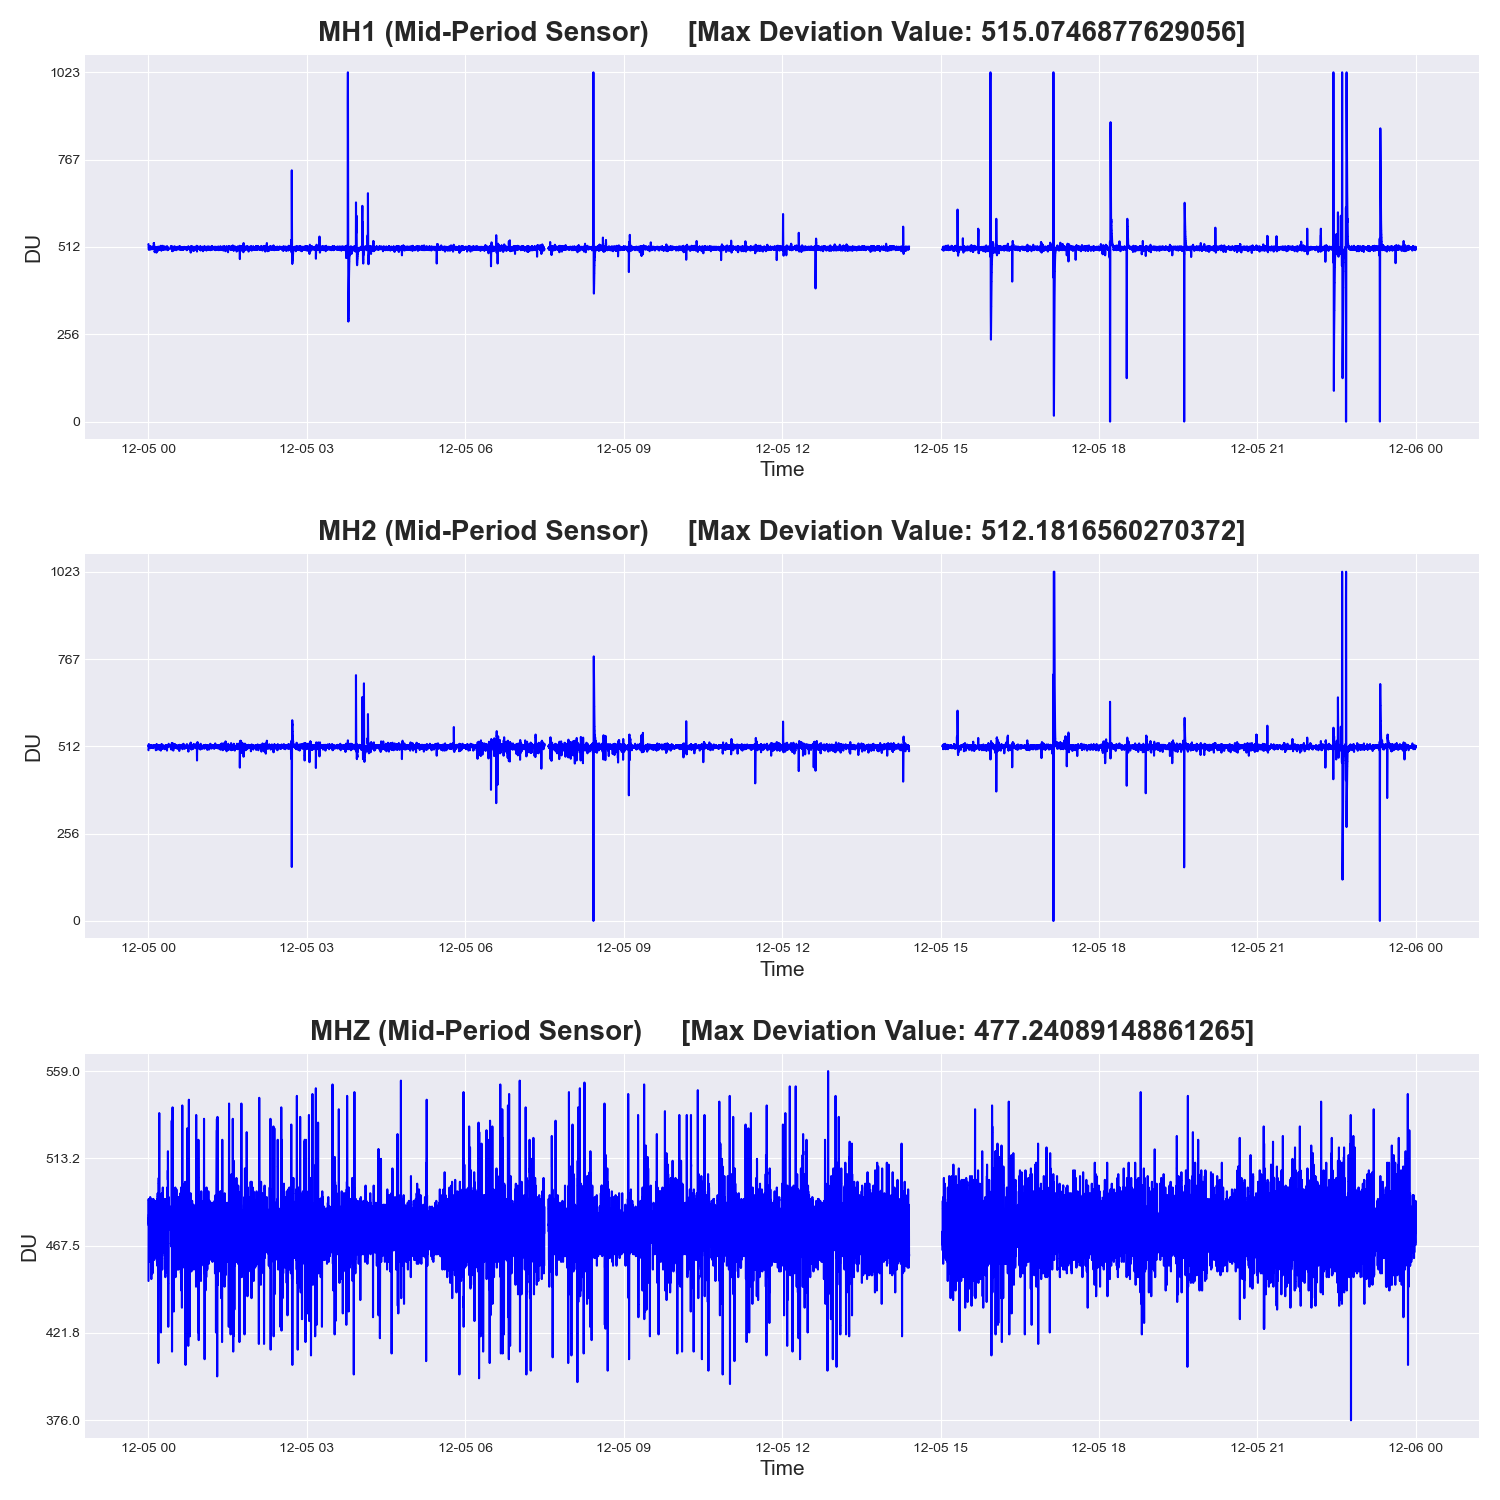 MH1 (Mid-Period Sensor) [Max Deviation Value: 515.0746877629056]
1023
767
512
256
0
DU
12-05 00 12-05 03 12-05 06 12-05 09 12-05 12 12-05 15 12-05 18 12-05 21 12-06 00
Time
MH2 (Mid-Period Sensor) [Max Deviation Value: 512.1816560270372]
1023
767
512
256
0
DU
12-05 00 12-05 03 12-05 06 12-05 09 12-05 12 12-05 15 12-05 18 12-05 21 12-06 00
Time
MHZ (Mid-Period Sensor) [Max Deviation Value: 477.24089148861265]
559.0
513.2
467.5
421.8
376.0
DU
12-05 00 12-05 03 12-05 06 12-05 09 12-05 12 12-05 15 12-05 18 12-05 21 12-06 00
Time